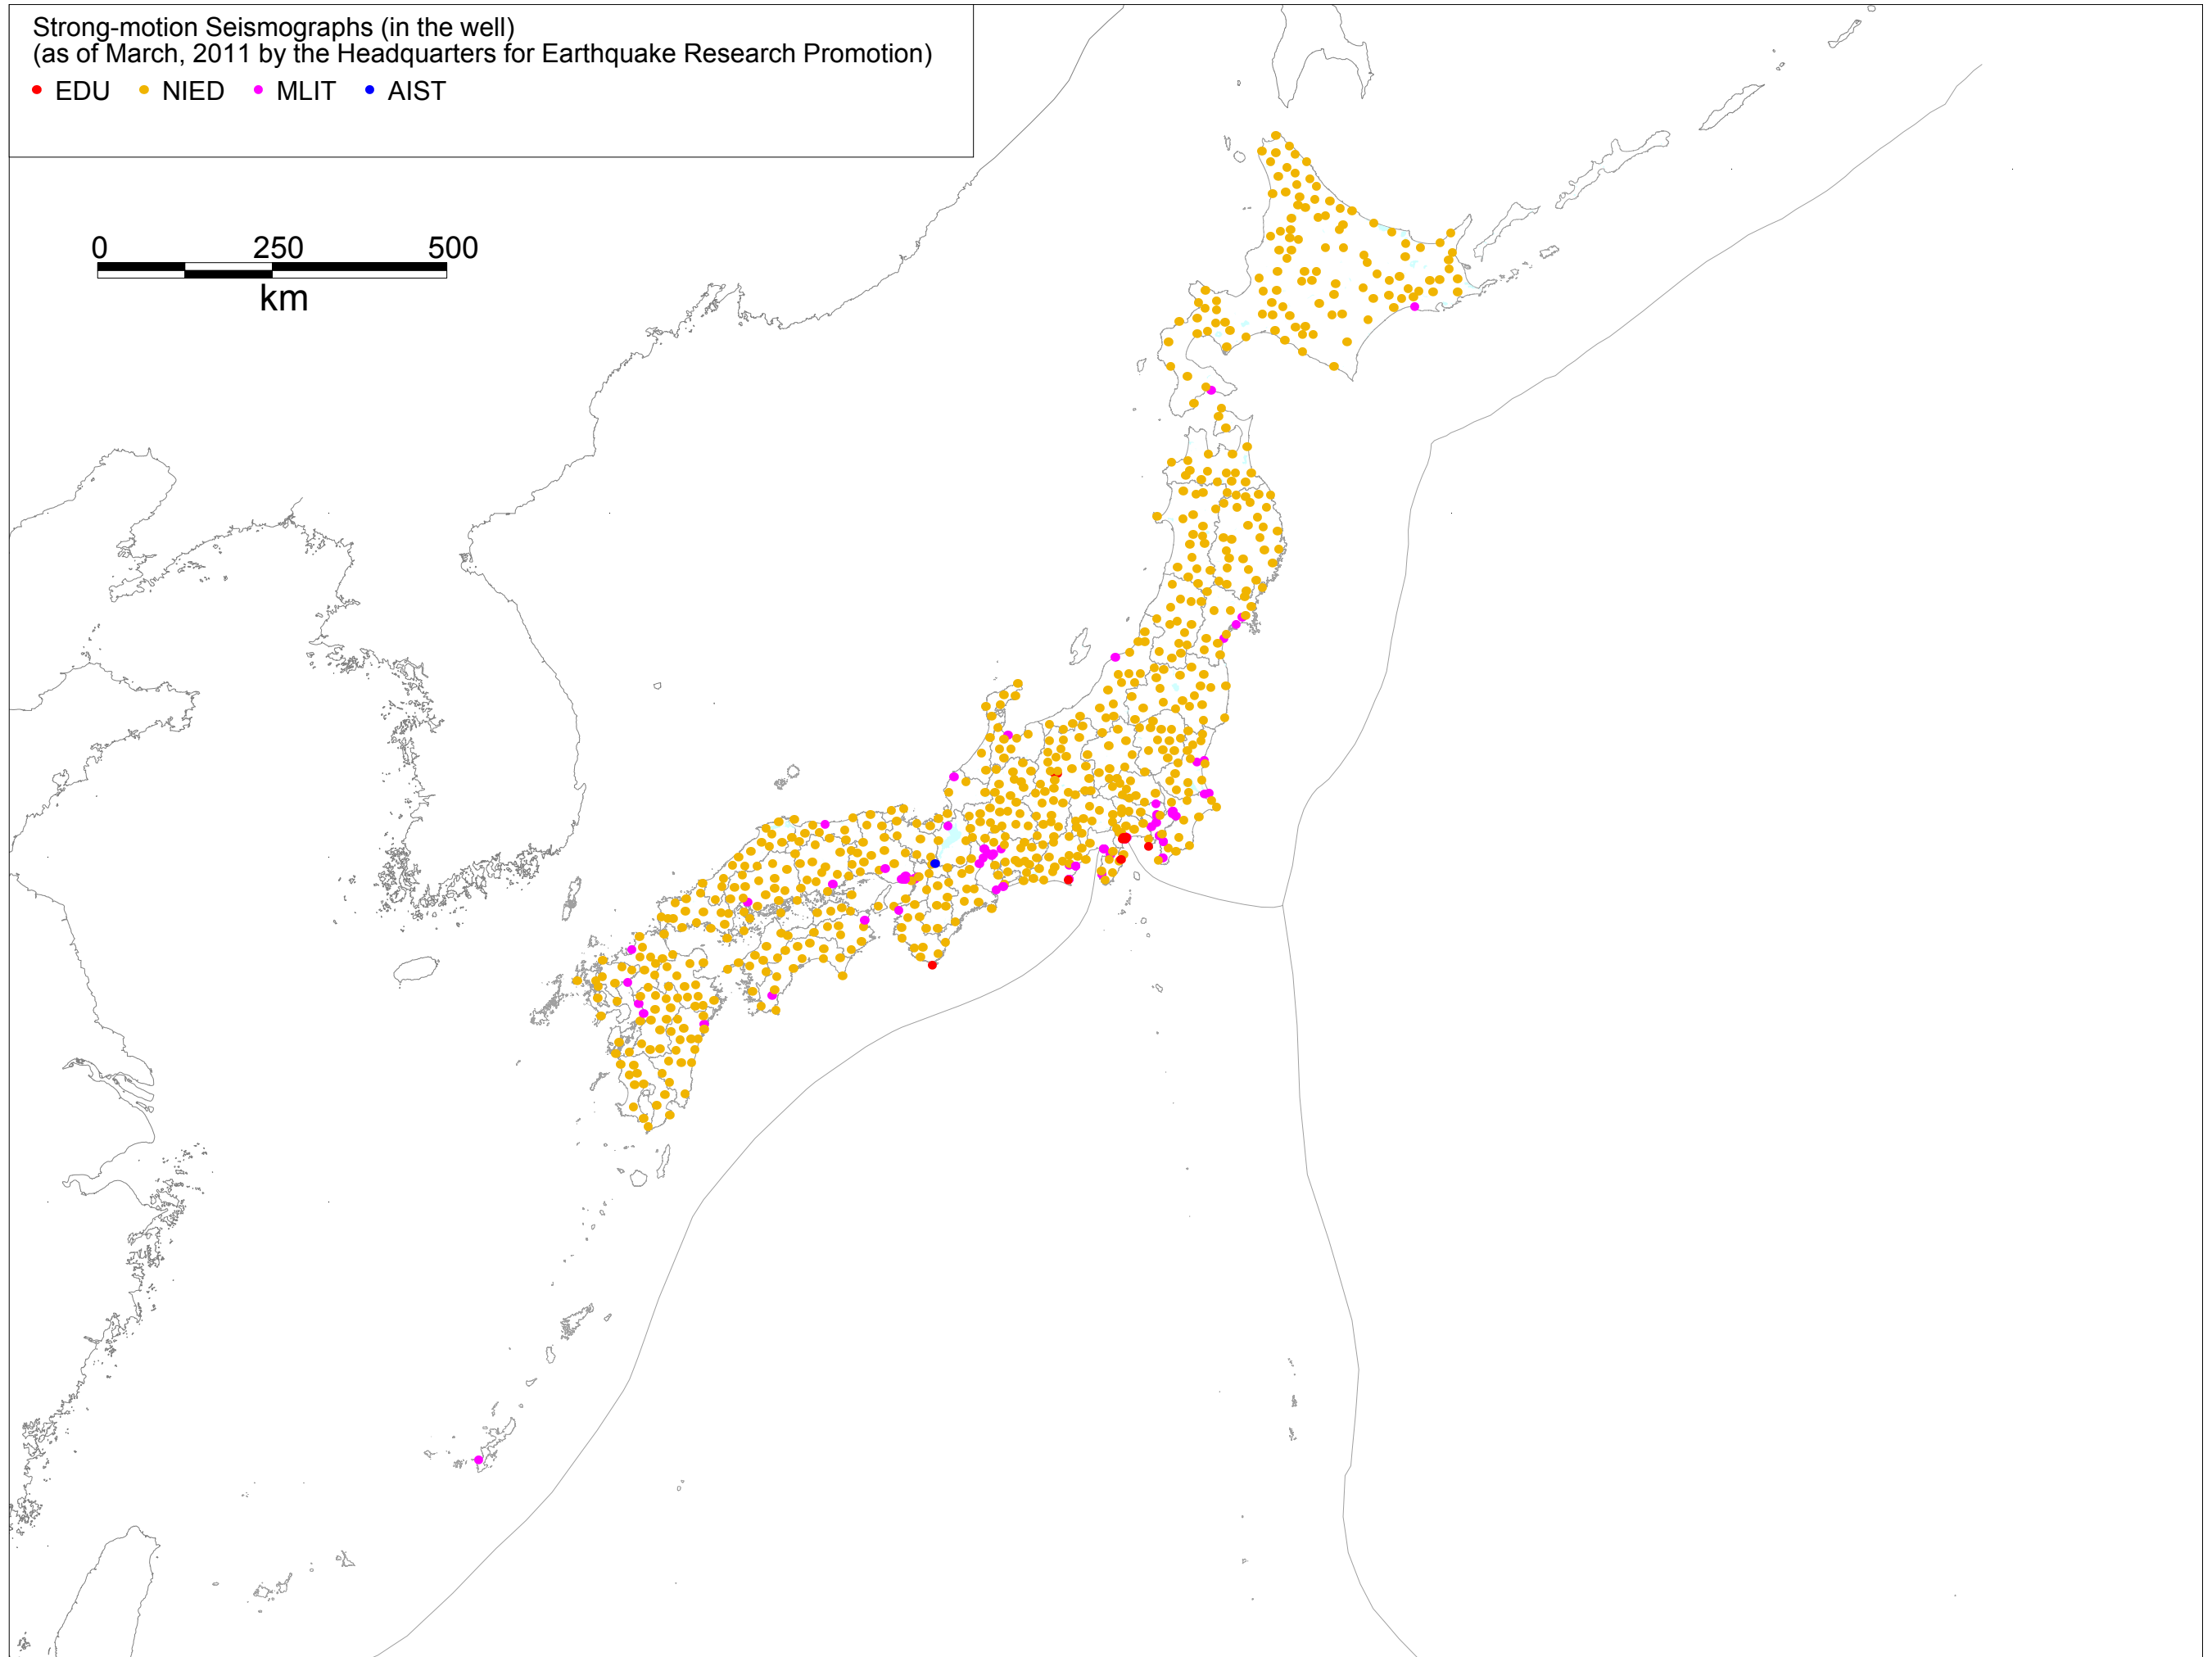 Strong-motion Seismographs (in the well)
(as of March, 2011 by the Headquarters for Earthquake Research Promotion)
EDU NIED MLIT AIST
0 250 500
km